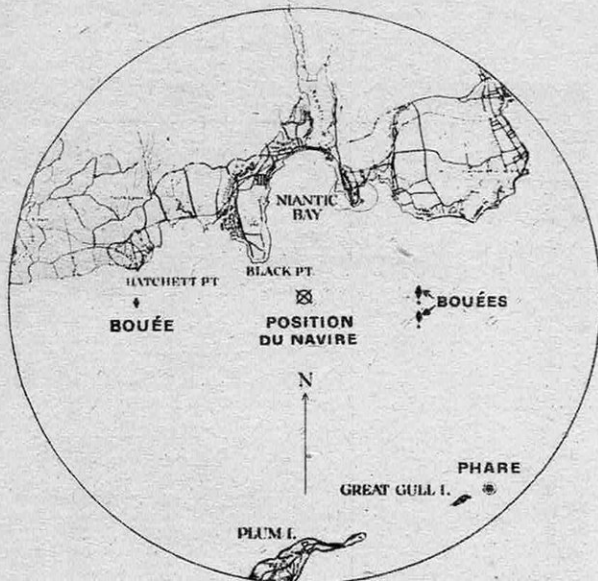 NIANTIC
BAY
HATCHETT PT
BLACK PT.
BOUÉE
POSITION
DU NAVIRE
BOUÉES
N
PHARE
GREAT GULL I.
PLUM I.